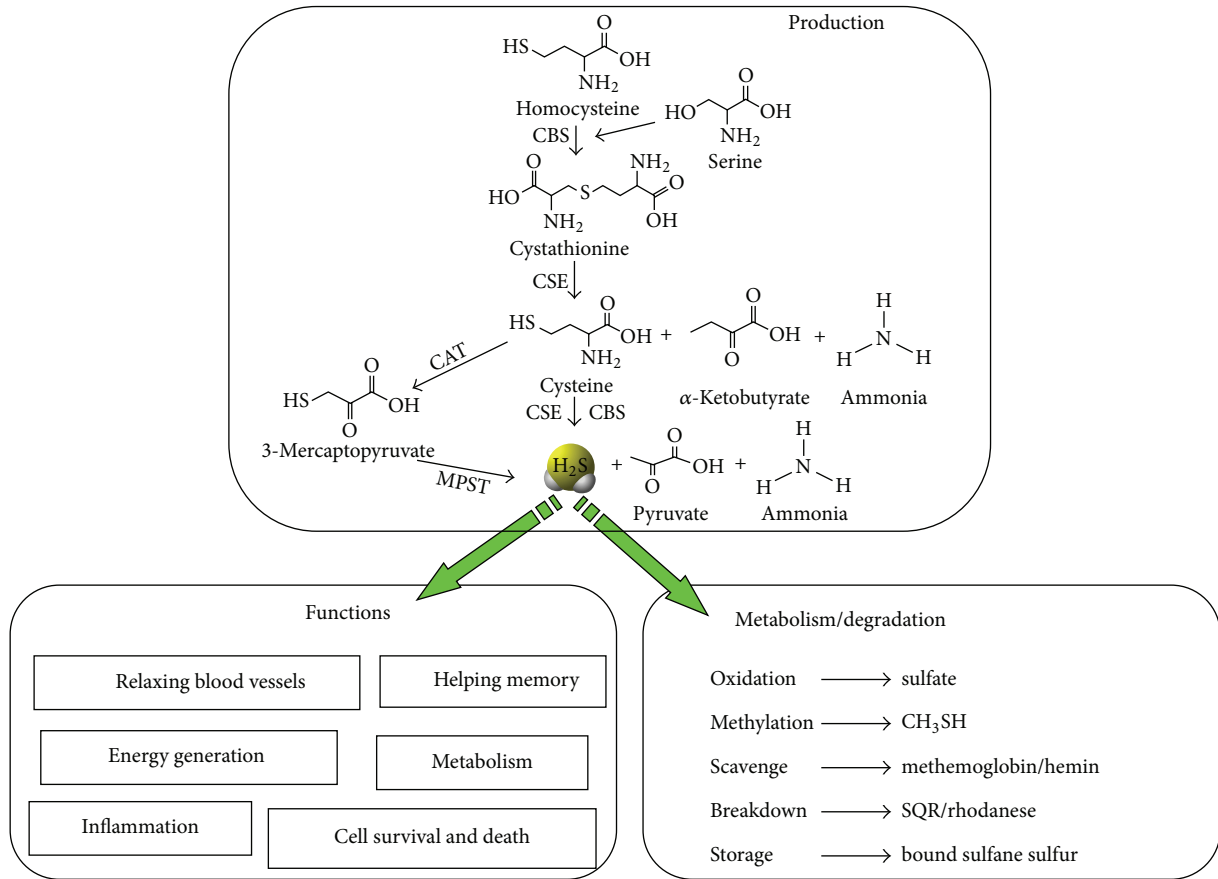 Production
O
HS
OH
NH₂
Homocysteine
O
HO
OH
NH₂
Serine
CBS
O
NH₂
O
HO
S
NH₂
OH
Cystathionine
CSE
HS
O
OH
NH₂
Cysteine
+
O
OH
O
α-Ketobutyrate
+
H
N
H
H
Ammonia
CAT
O
HS
OH
O
3-Mercaptopyruvate
MPST
CSE
CBS
H₂S
+
O
OH
O
Pyruvate
+
H
N
H
H
Ammonia
Functions
Relaxing blood vessels
Helping memory
Energy generation
Metabolism
Inflammation
Cell survival and death
Metabolism/degradation
Oxidation
sulfate
Methylation
CH₃SH
Scavenge
methemoglobin/hemin
Breakdown
SQR/rhodanese
Storage
bound sulfane sulfur